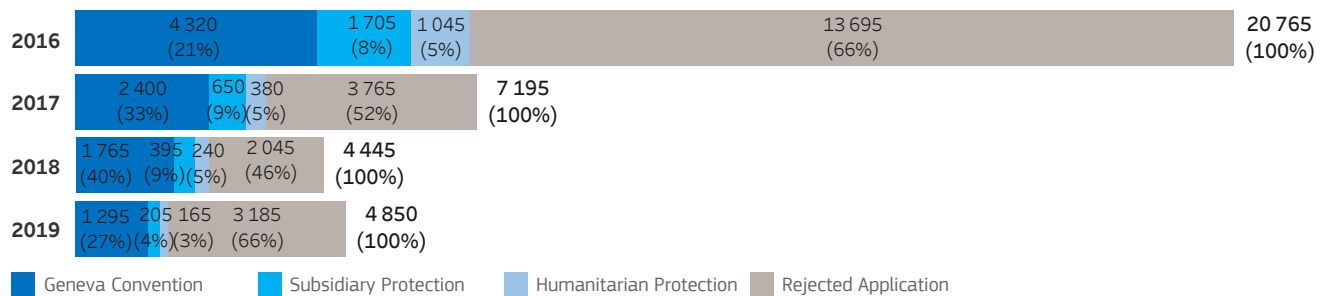 4 320 1 705 1 045 13 695 20 765
2016
(21%) (8%) (5%) (66%) (100%)
2 400 650 380 3 765 7 195
2017
(33%) (9%) (5%) (52%) (100%)
1 765 395 240 2 045 4 445
2018
(40%) (9%) (5%) (46%) (100%)
1 295 205 165 3 185 4 850
2019
(27%) (4%) (3%) (66%) (100%)
Geneva Convention Subsidiary Protection Humanitarian Protection Rejected Application